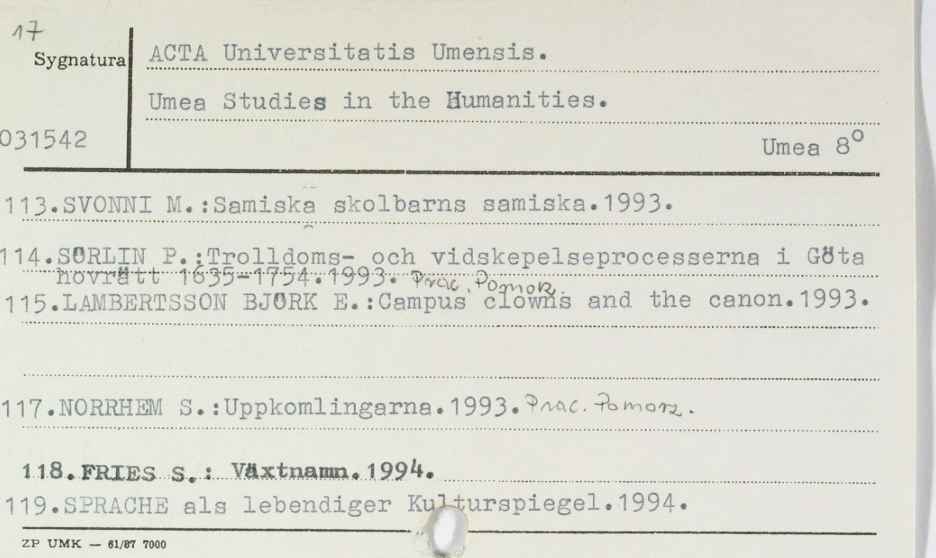 17
Sygnatura
ACTA Universitatis Umensis.
Umea Studies in the Humanities.
031542
Umea 8º
113.SVONNI M.:Samiska skolbarns samiska.1993.
114.SÖRLIN P.:Trolldoms- och vidskepelseprocesserna i Göta
hovrätt 1635-1754.1993. Prac. Pomorz.
115.LAMBERTSSON BJÖRK E.:Campus clowns and the canon.1993.
117.NORRHEM S.:Uppkomlingarna.1993. Prac. Pomorz.
118.FRIES S.: Växtnamn.1994.
119.SPRACHE als lebendiger Kulturspiegel.1994.
ZP UMK — 61/87 7000